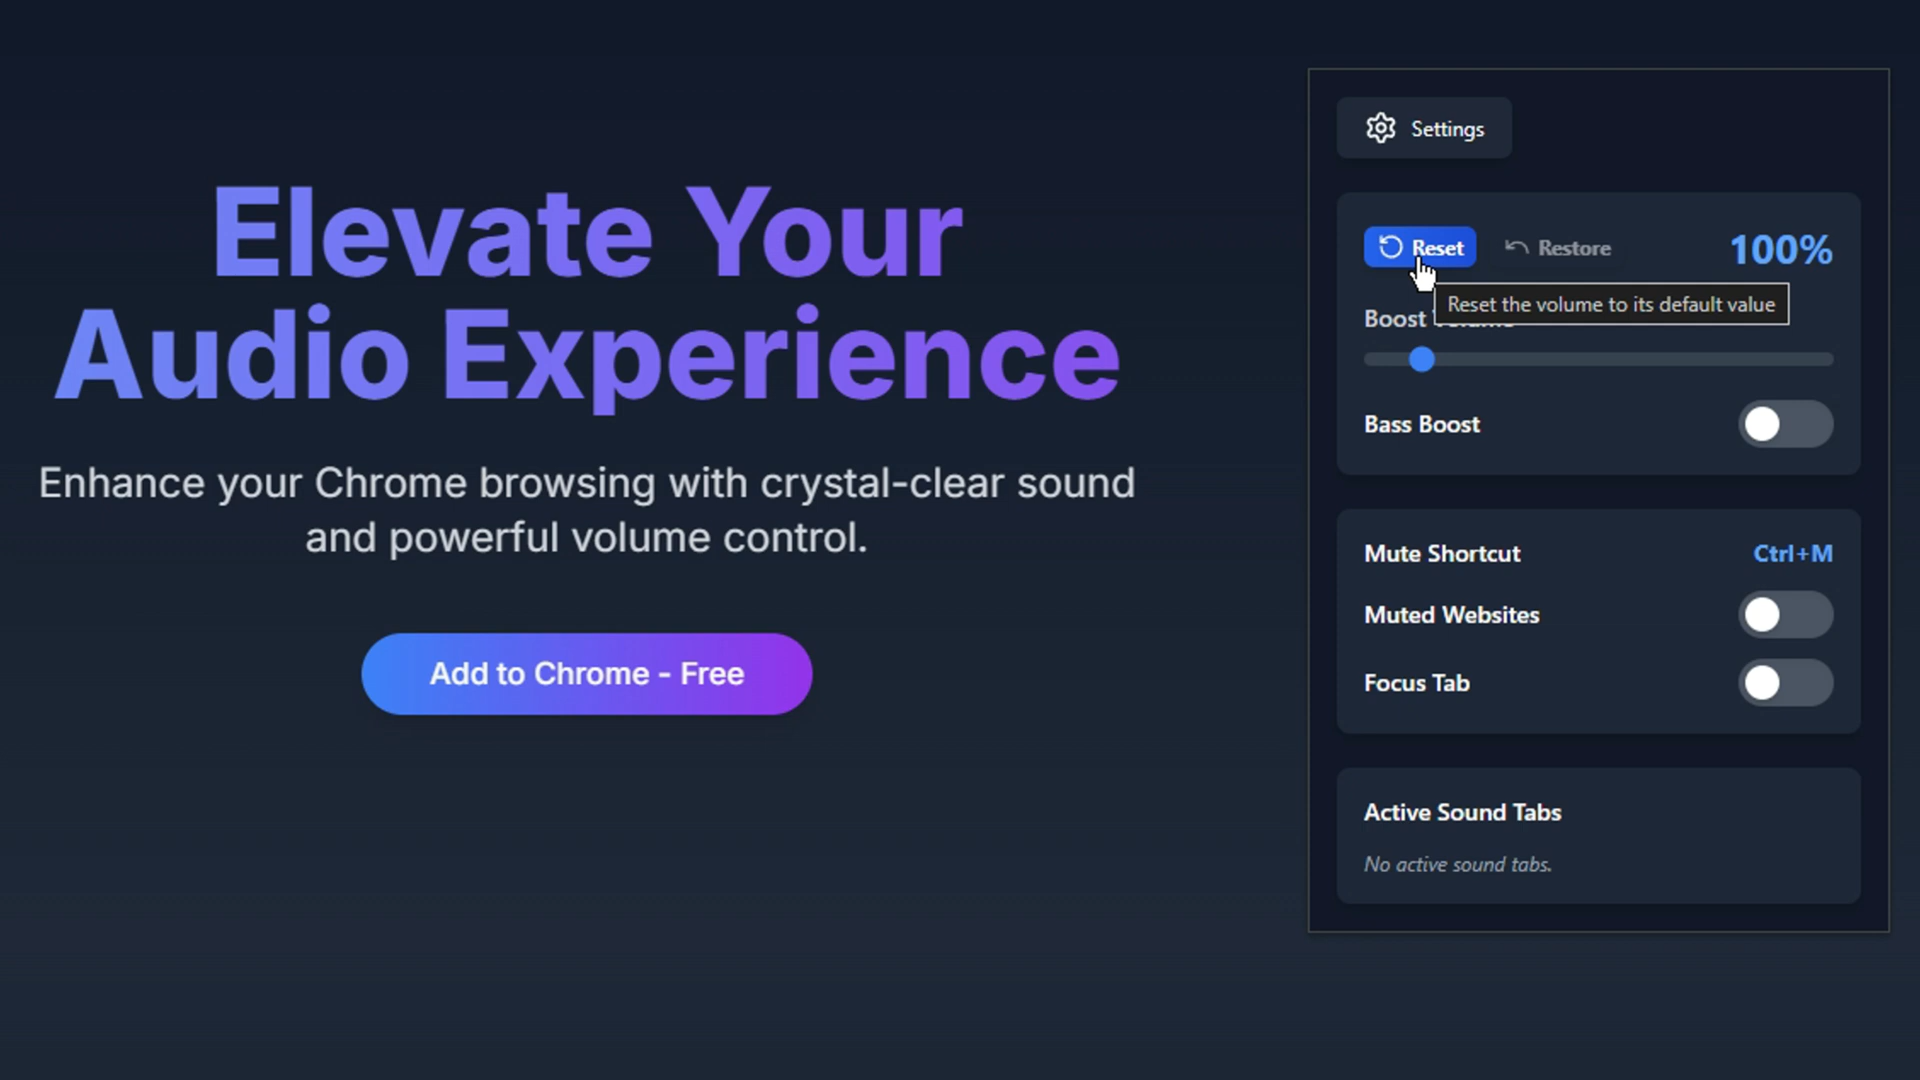 Elevate Your
Audio Experience
Enhance your Chrome browsing with crystal-clear sound
and powerful volume control.
Add to Chrome - Free
Settings
Reset Restore 100%
Reset the volume to its default value
Boost
Bass Boost
Mute Shortcut Ctrl+M
Muted Websites
Focus Tab
Active Sound Tabs
No active sound tabs.